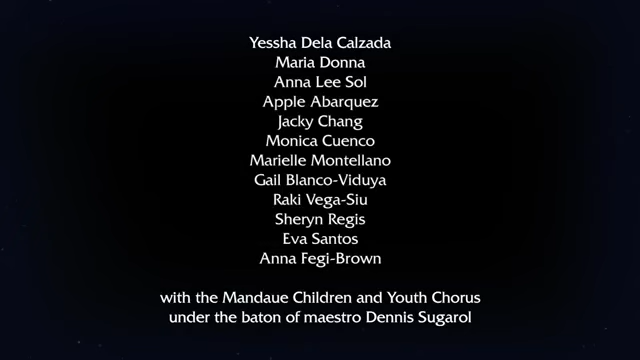 Yessha Dela Calzada
Maria Donna
Anna Lee Sol
Apple Abarquez
Jacky Chang
Monica Cuenco
Marielle Montellano
Gail Blanco-Viduya
Raki Vega-Siu
Sheryn Regis
Eva Santos
Anna Fegi-Brown
with the Mandaue Children and Youth Chorus
under the baton of maestro Dennis Sugarol